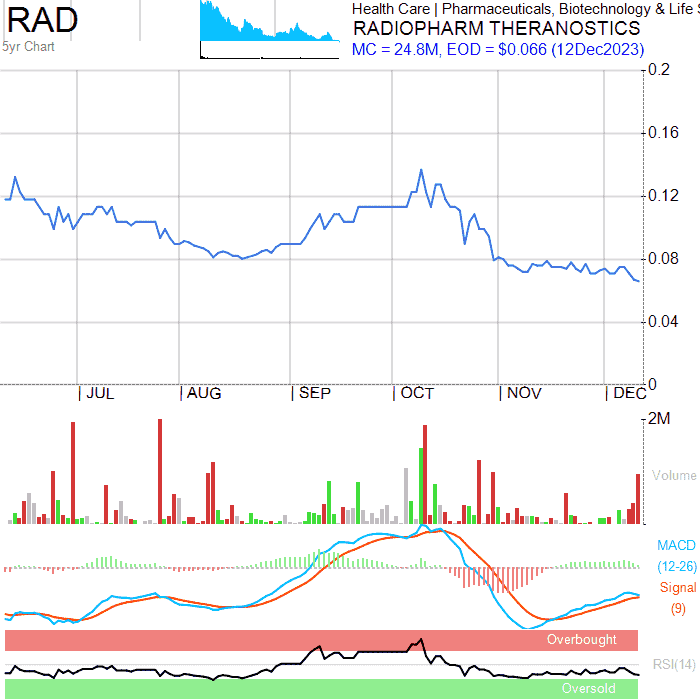 RAD
5yr Chart
Health Care | Pharmaceuticals, Biotechnology & Life
RADIOPHARM THERANOSTICS
MC = 24.8M, EOD = $0.066 (12Dec2023)
0.2
0.16
0.12
0.08
0.04
0
| JUL | AUG | SEP | OCT | NOV | DEC
2M
Volume
MACD
(12-26)
Signal
(9)
Overbought
RSI(14)
Oversold